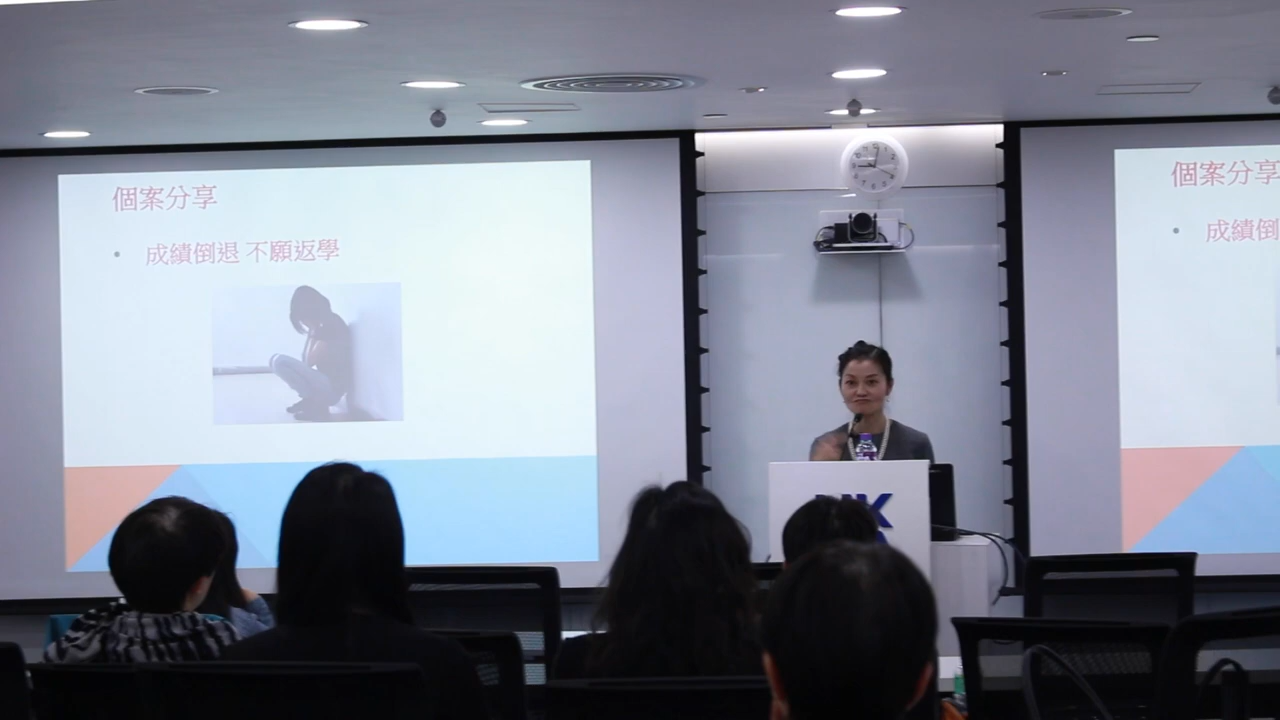 個案分享
• 成績倒退 不願返學
個案分享
• 成績倒